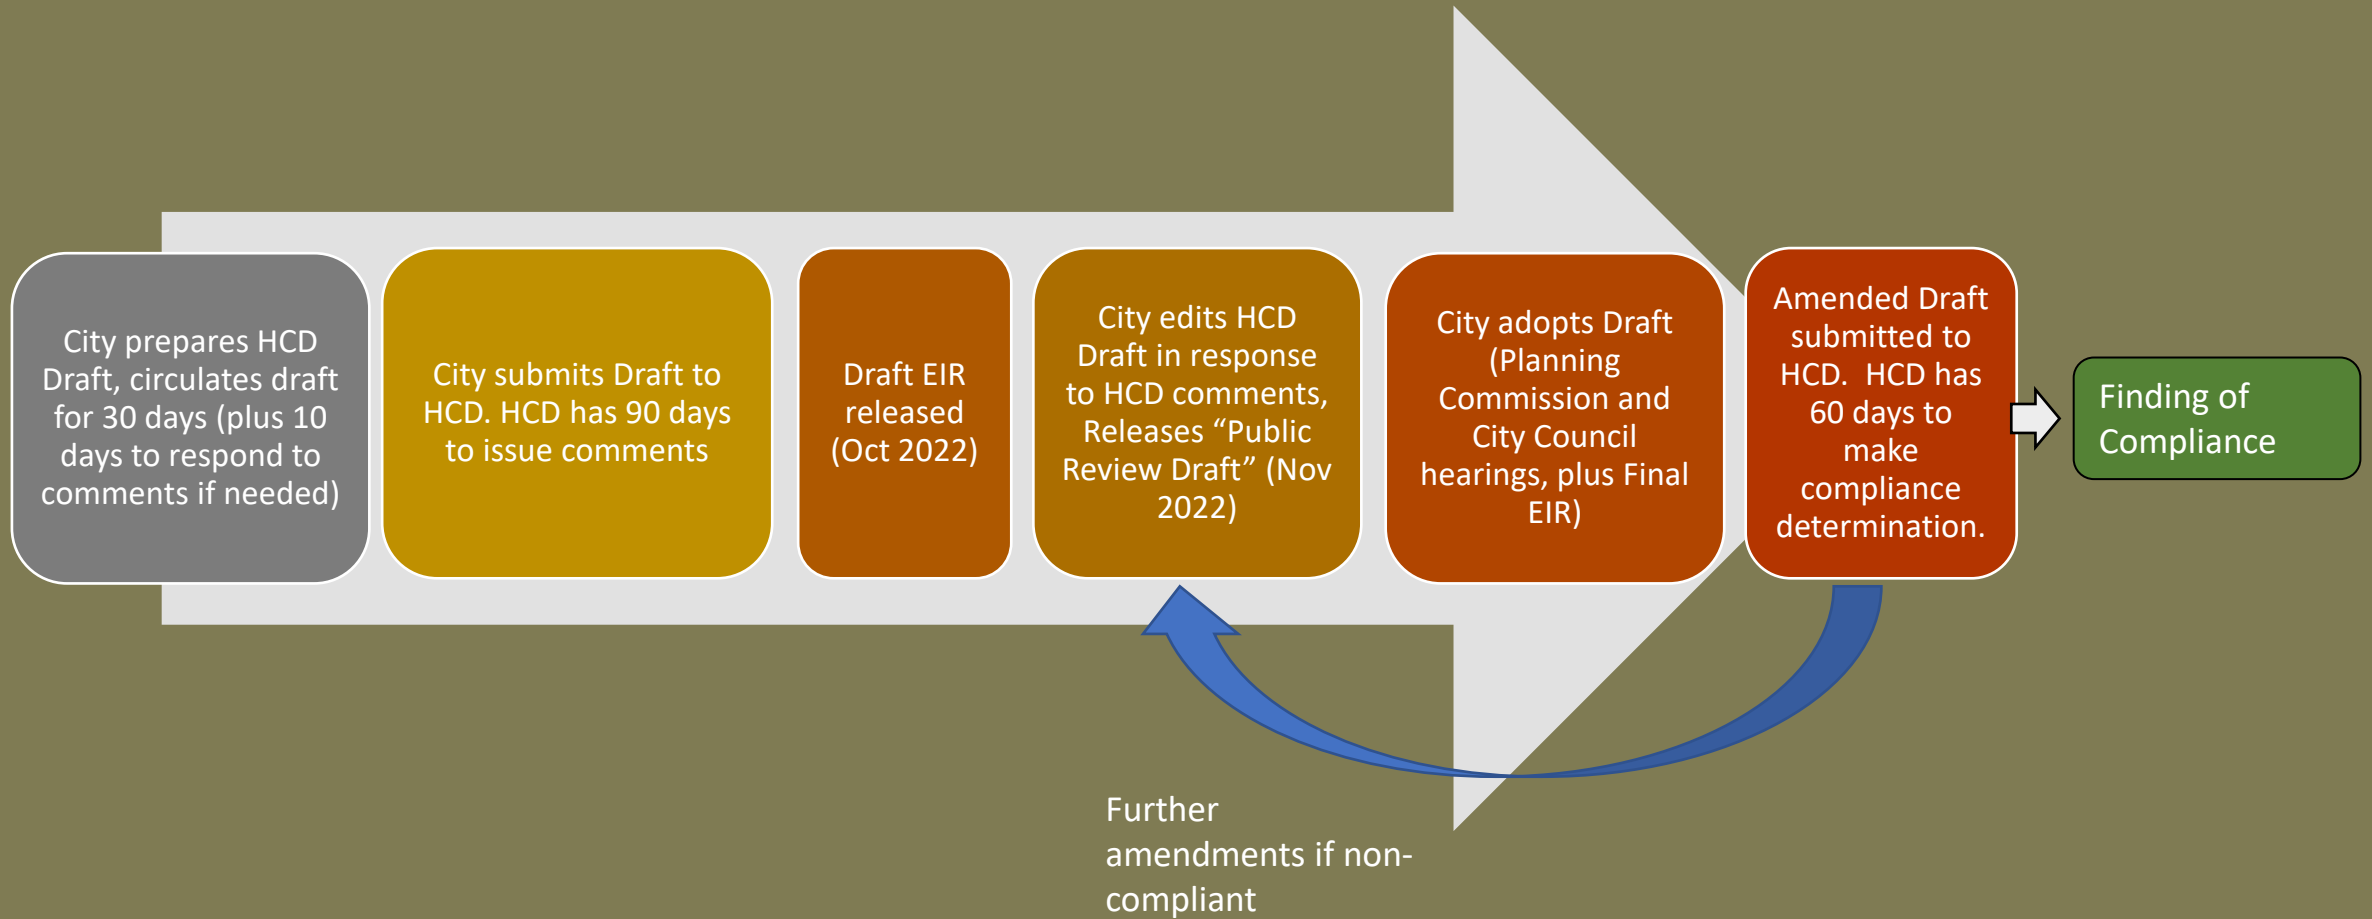 City prepares HCD
Draft, circulates draft
for 30 days (plus 10
days to respond to
comments if needed)
City submits Draft to
HCD. HCD has 90 days
to issue comments
Draft EIR
released
(Oct 2022)
City edits HCD
Draft in response
to HCD comments,
Releases “Public
Review Draft” (Nov
2022)
City adopts Draft
(Planning
Commission and
City Council
hearings, plus Final
EIR)
Amended Draft
submitted to
HCD.  HCD has
60 days to
make
compliance
determination.
Finding of
Compliance
Further
amendments if non-
compliant